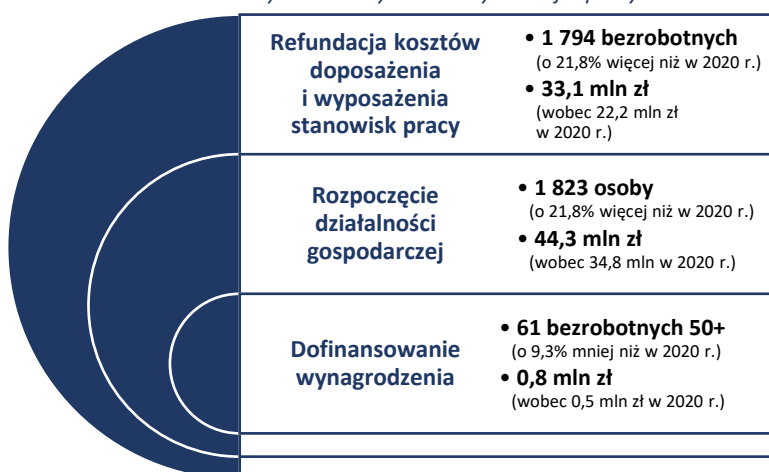 Refundacja kosztów
doposażenia
i wyposażenia
stanowisk pracy
• 1 794 bezrobotnych
(o 21,8% więcej niż w 2020 r.)
• 33,1 mln zł
(wobec 22,2 mln zł
w 2020 r.)
Rozpoczęcie
działalności
gospodarczej
• 1 823 osoby
(o 21,8% więcej niż w 2020 r.)
• 44,3 mln zł
(wobec 34,8 mln w 2020 r.)
Dofinansowanie
wynagrodzenia
• 61 bezrobotnych 50+
(o 9,3% mniej niż w 2020 r.)
• 0,8 mln zł
(wobec 0,5 mln zł w 2020 r.)